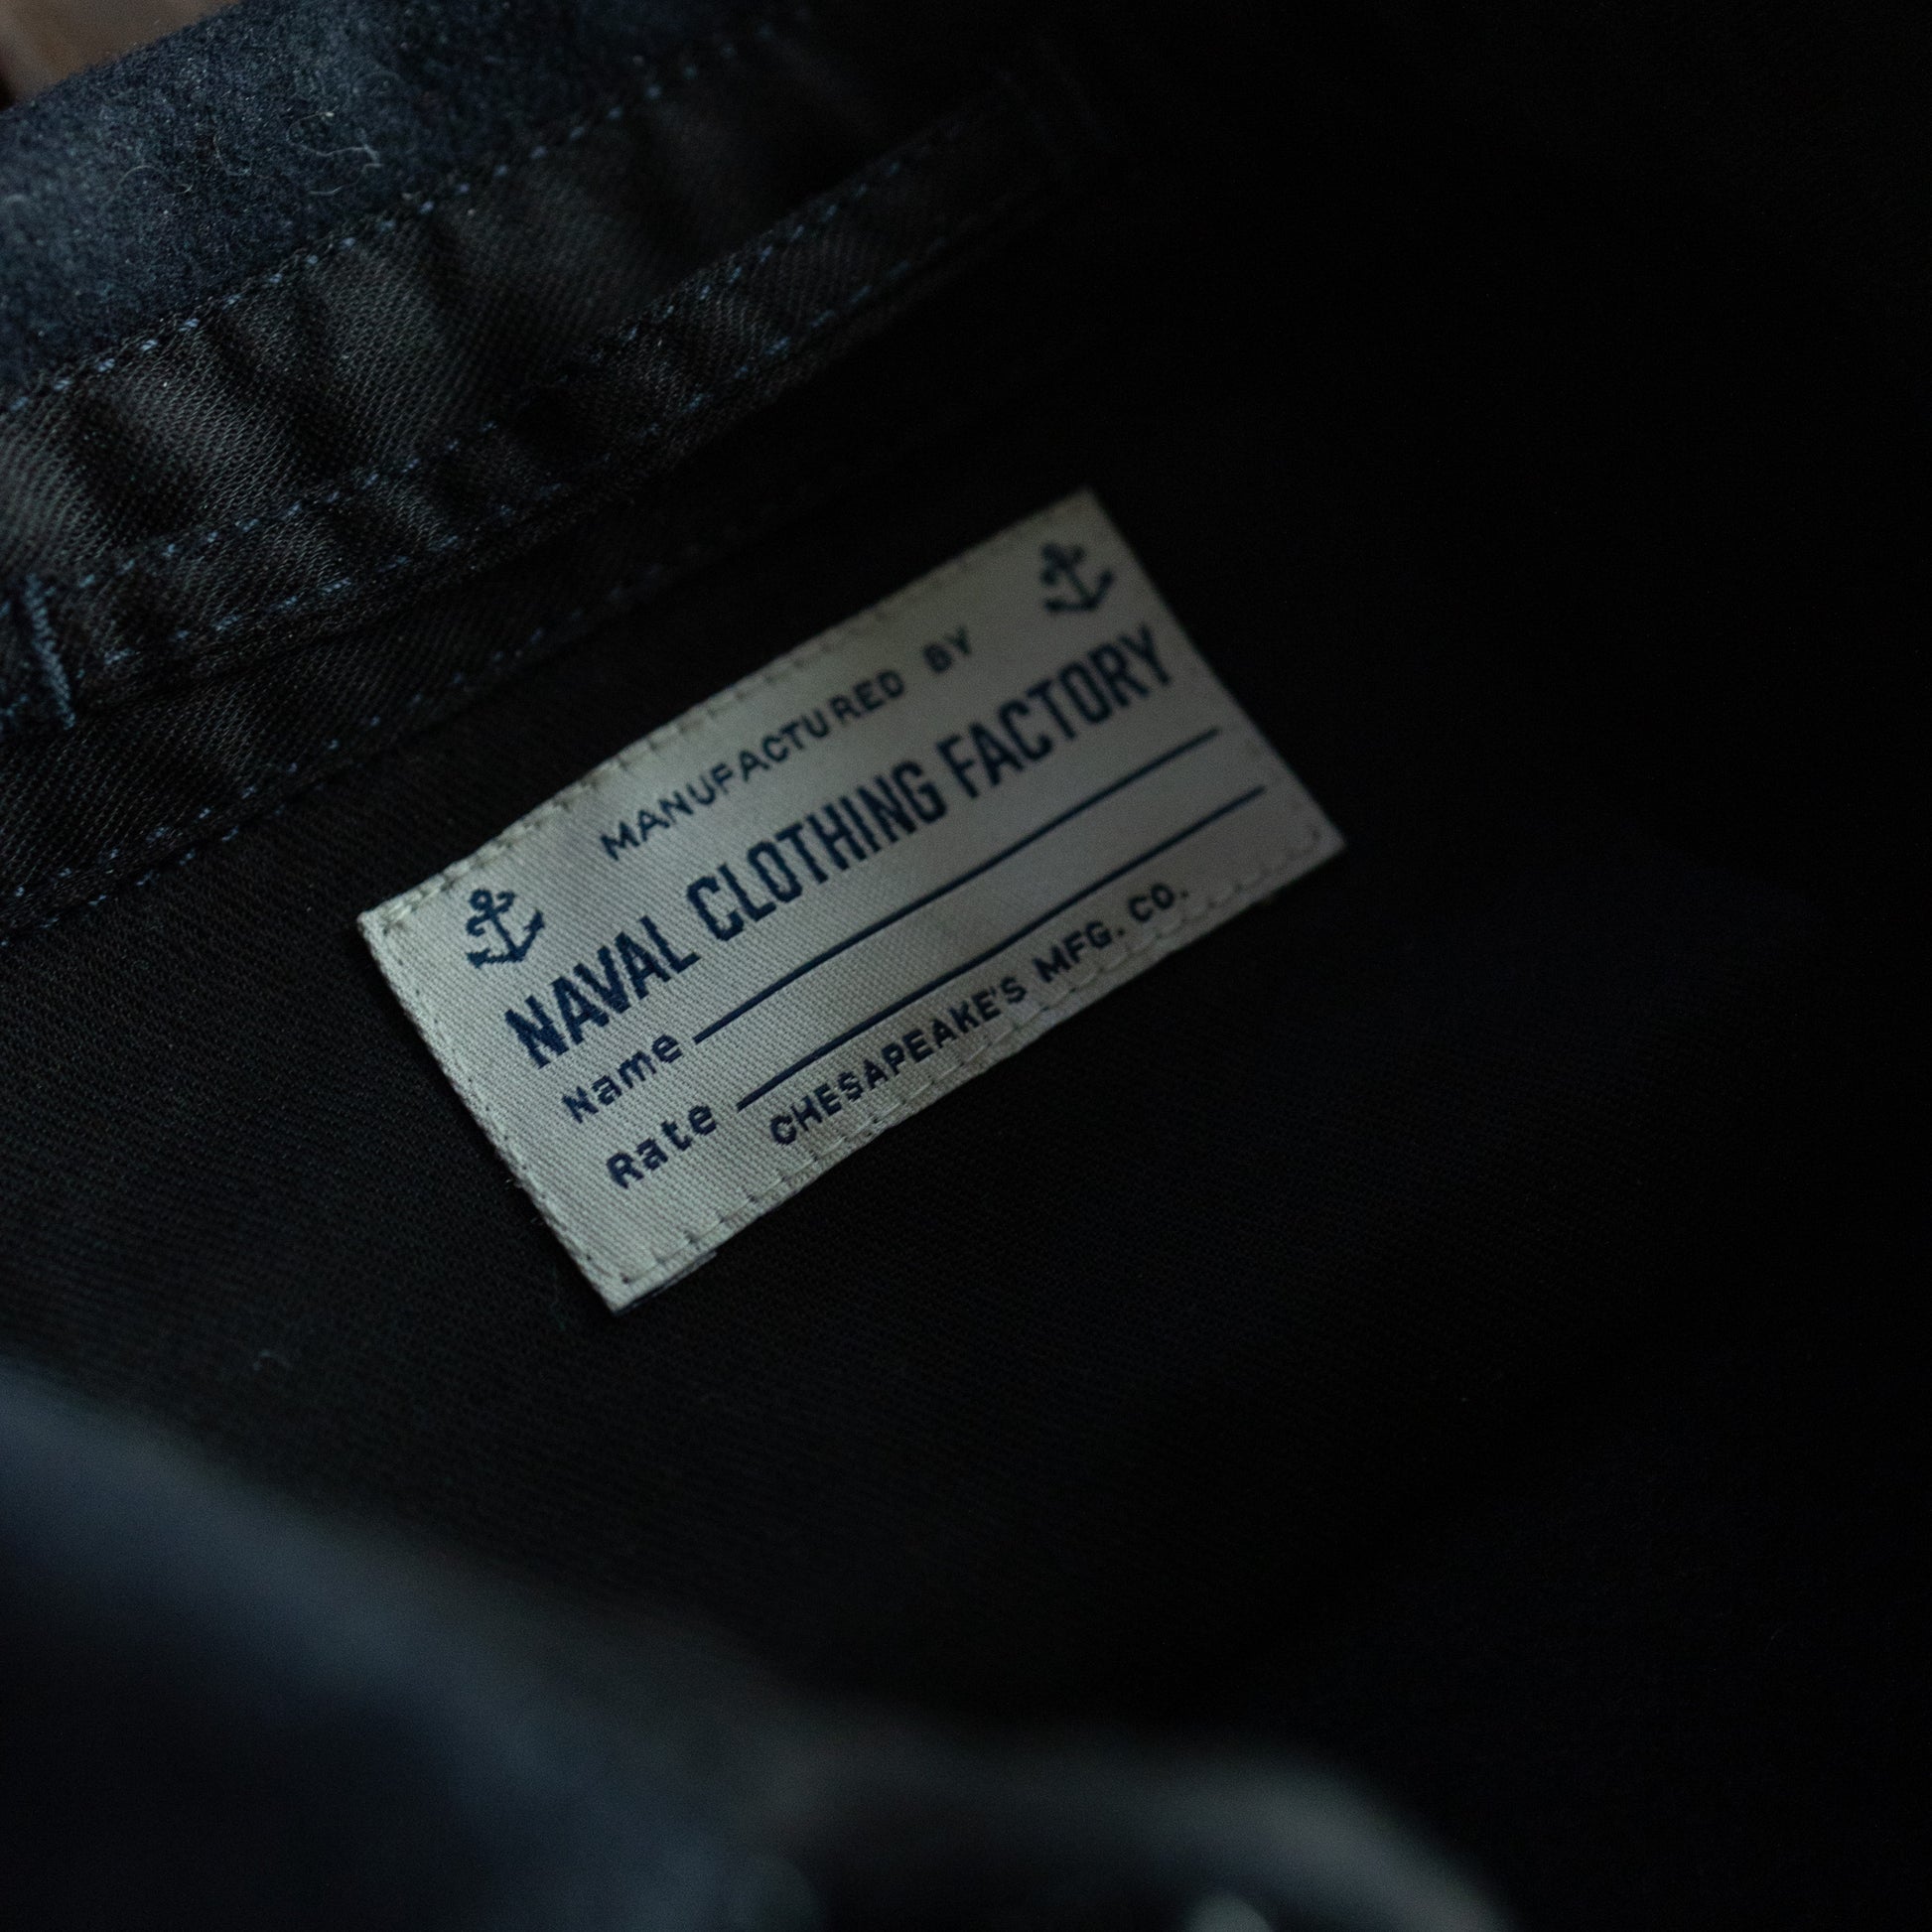 MANUFACTURED BY
NAVAL CLOTHING FACTORY
Name
Rate
CHESAPEAKE'S MFG. CO.